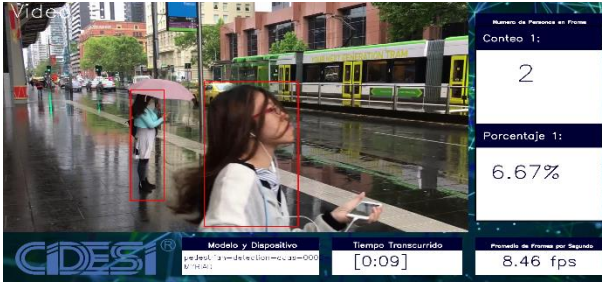 Video
Numero de Personas en Frame
Conteo 1:
2
Porcentaje 1:
6.67%
CIDESI®
Modelo y Dispositivo
Tiempo Transcurrido
[0:09]
Promedio de Frames por Segundo
8.46 fps